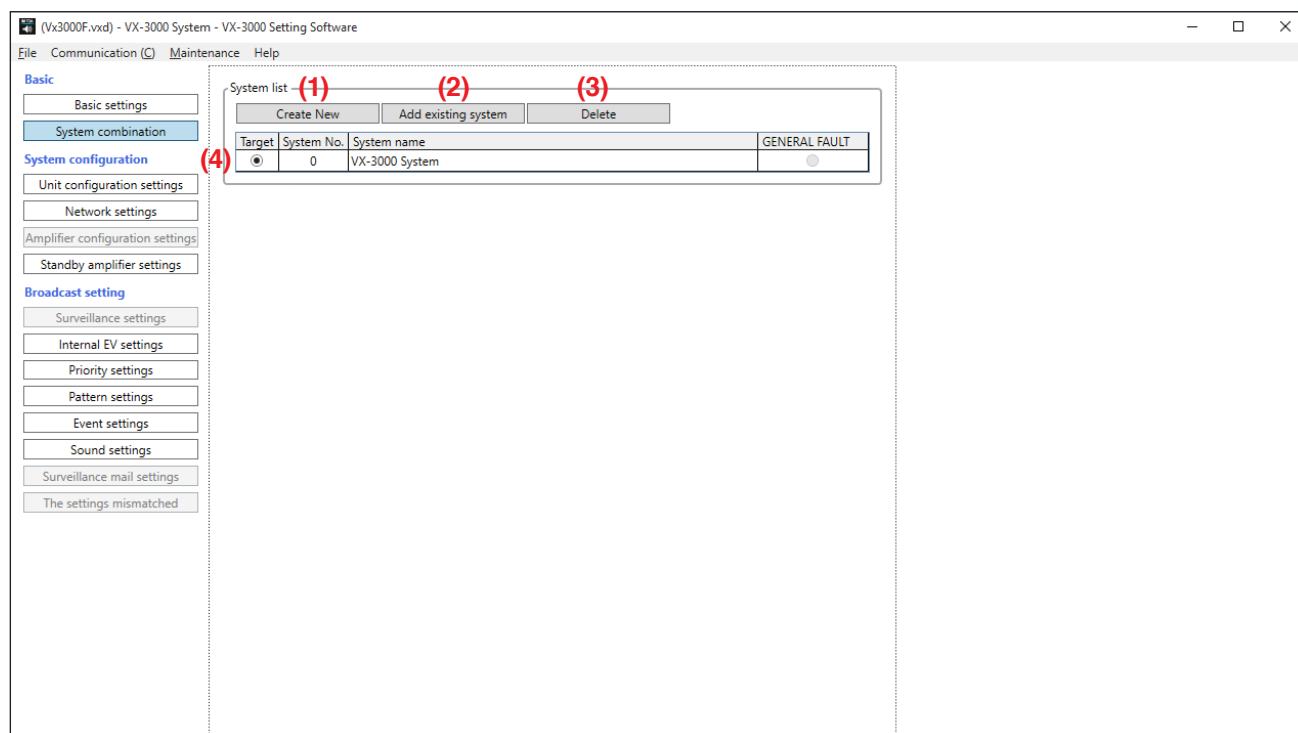 (Vx3000F.vxd) - VX-3000 System - VX-3000 Setting Software
File Communication (C) Maintenance Help
Basic
Basic settings
System combination
System configuration
Unit configuration settings
Network settings
Amplifier configuration settings
Standby amplifier settings
Broadcast setting
Surveillance settings
Internal EV settings
Priority settings
Pattern settings
Event settings
Sound settings
Surveillance mail settings
The settings mismatched
System list
(1) (2) (3)
Create New Add existing system Delete
Target System No. System name GENERAL FAULT
(4) 0 VX-3000 System